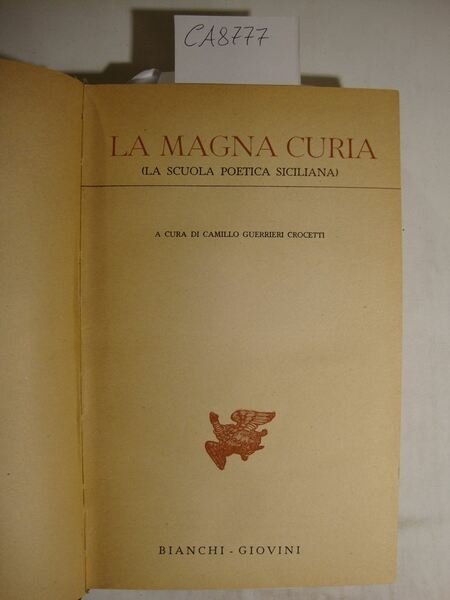 CA8777
LA MAGNA CURIA
(LA SCUOLA POETICA SICILIANA)
A CURA DI CAMILLO GUERRIERI CROCETTI
BIANCHI - GIOVINI